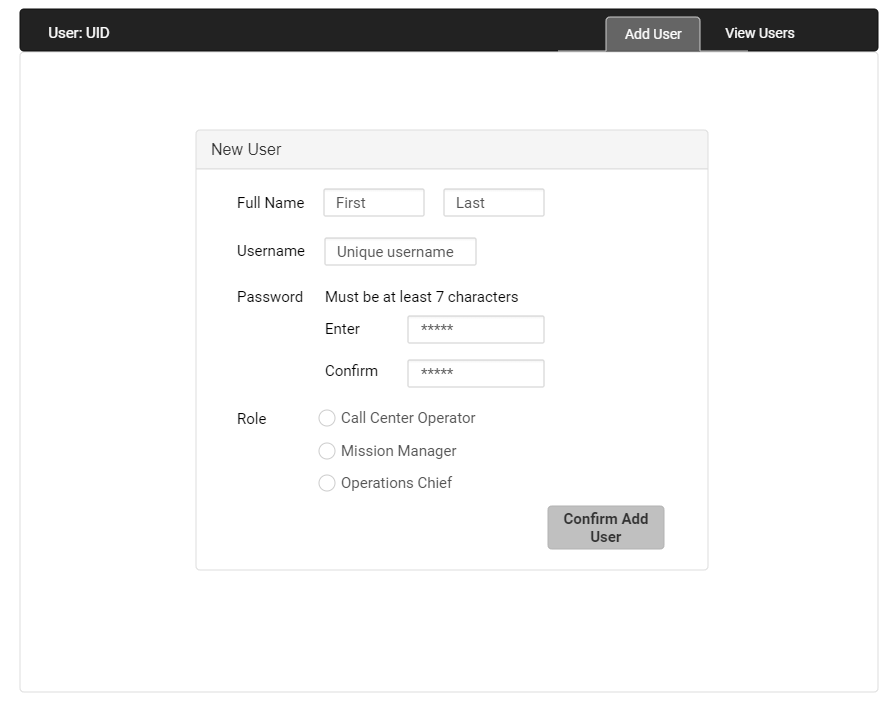 User: UID Add User View Users
New User
Full Name First Last
Username Unique username
Password Must be at least 7 characters
Enter *****
Confirm *****
Role Call Center Operator
Mission Manager
Operations Chief
Confirm Add
User